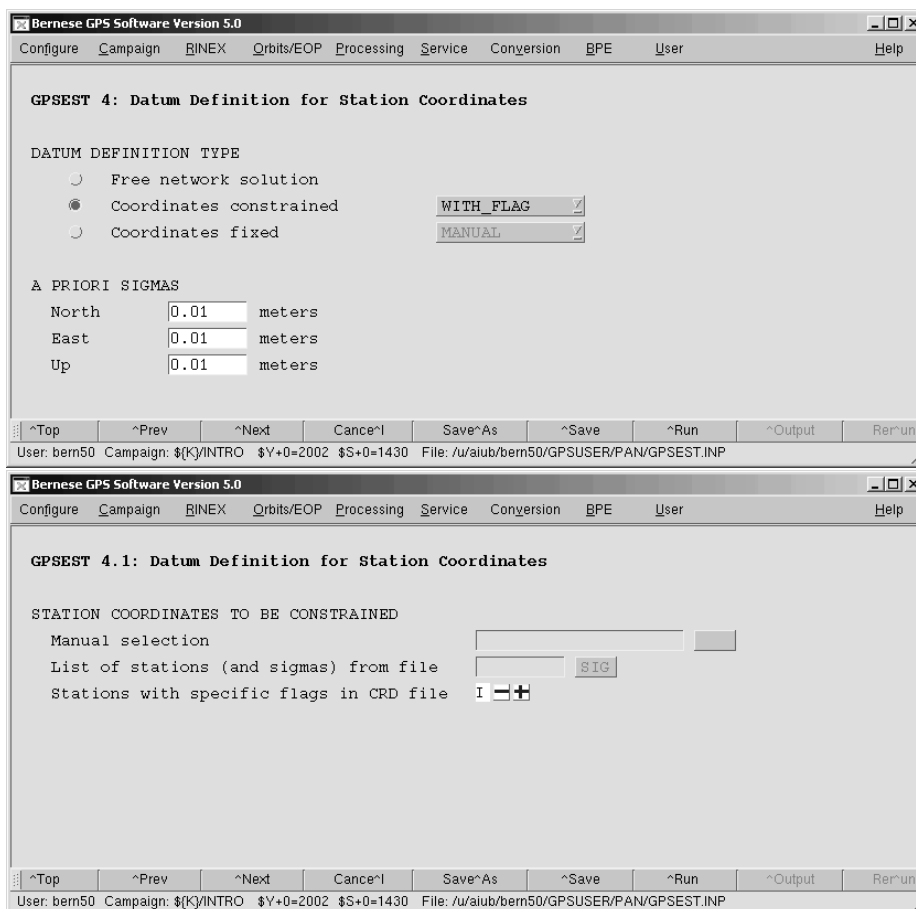 Bernese GPS Software Version 5.0
Configure Campaign RINEX Orbits/EOP Processing Service Conversion BPE User Help
GPSEST 4: Datum Definition for Station Coordinates
DATUM DEFINITION TYPE
Free network solution
Coordinates constrained WITH_FLAG
Coordinates fixed MANUAL
A PRIORI SIGMAS
North 0.01 meters
East 0.01 meters
Up 0.01 meters
^Top ^Prev ^Next Cance^l Save^As ^Save ^Run ^Output Rer^un
User: bern50 Campaign: ${K}/INTRO $Y+0=2002 $S+0=1430 File: /u/aiub/bern50/GPSUSER/PAN/GPSEST.INP
Bernese GPS Software Version 5.0
Configure Campaign RINEX Orbits/EOP Processing Service Conversion BPE User Help
GPSEST 4.1: Datum Definition for Station Coordinates
STATION COORDINATES TO BE CONSTRAINED
Manual selection
List of stations (and sigmas) from file SIG
Stations with specific flags in CRD file I
^Top ^Prev ^Next Cance^l Save^As ^Save ^Run ^Output Rer^un
User: bern50 Campaign: ${K}/INTRO $Y+0=2002 $S+0=1430 File: /u/aiub/bern50/GPSUSER/PAN/GPSEST.INP